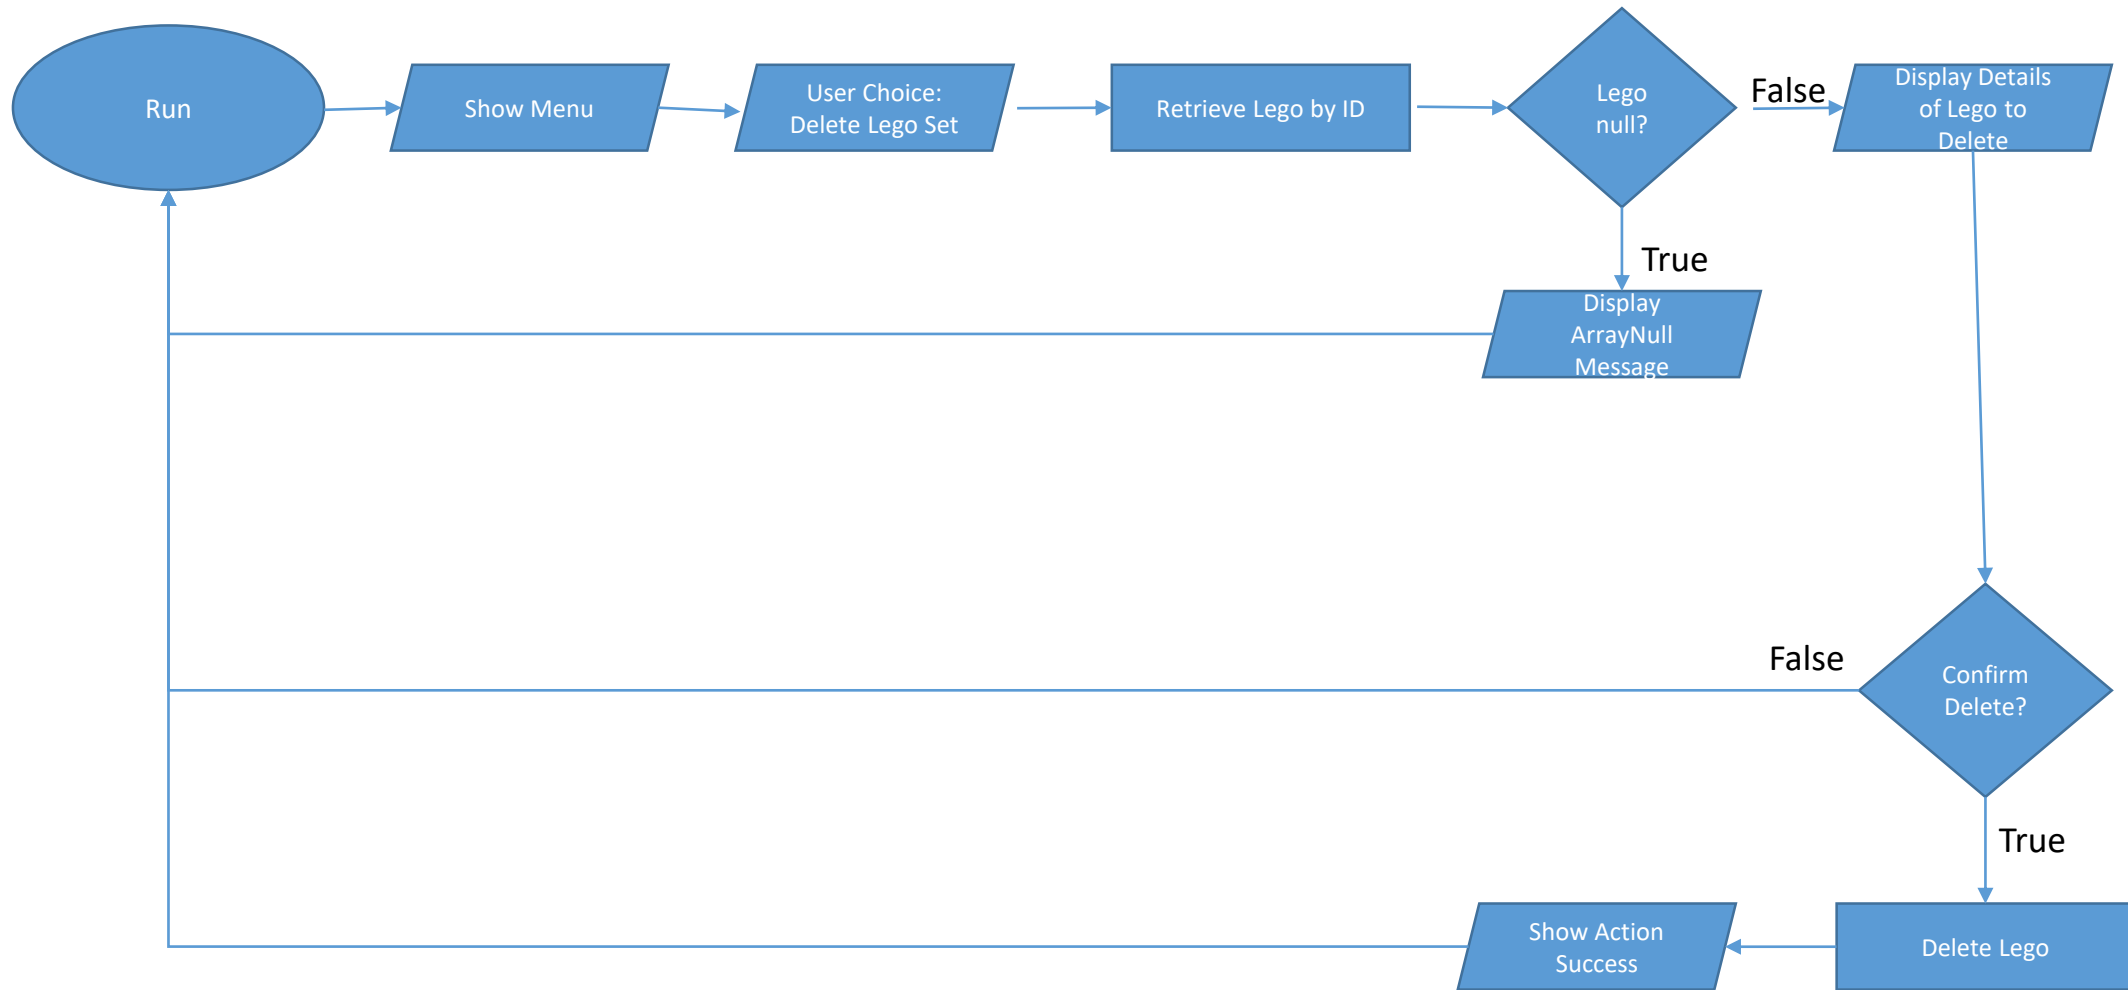 Run
Show Menu
User Choice:
Delete Lego Set
Retrieve Lego by ID
Lego
null?
False
Display Details
of Lego to
Delete
True
Display
ArrayNull
Message
False
Confirm
Delete?
True
Show Action
Success
Delete Lego